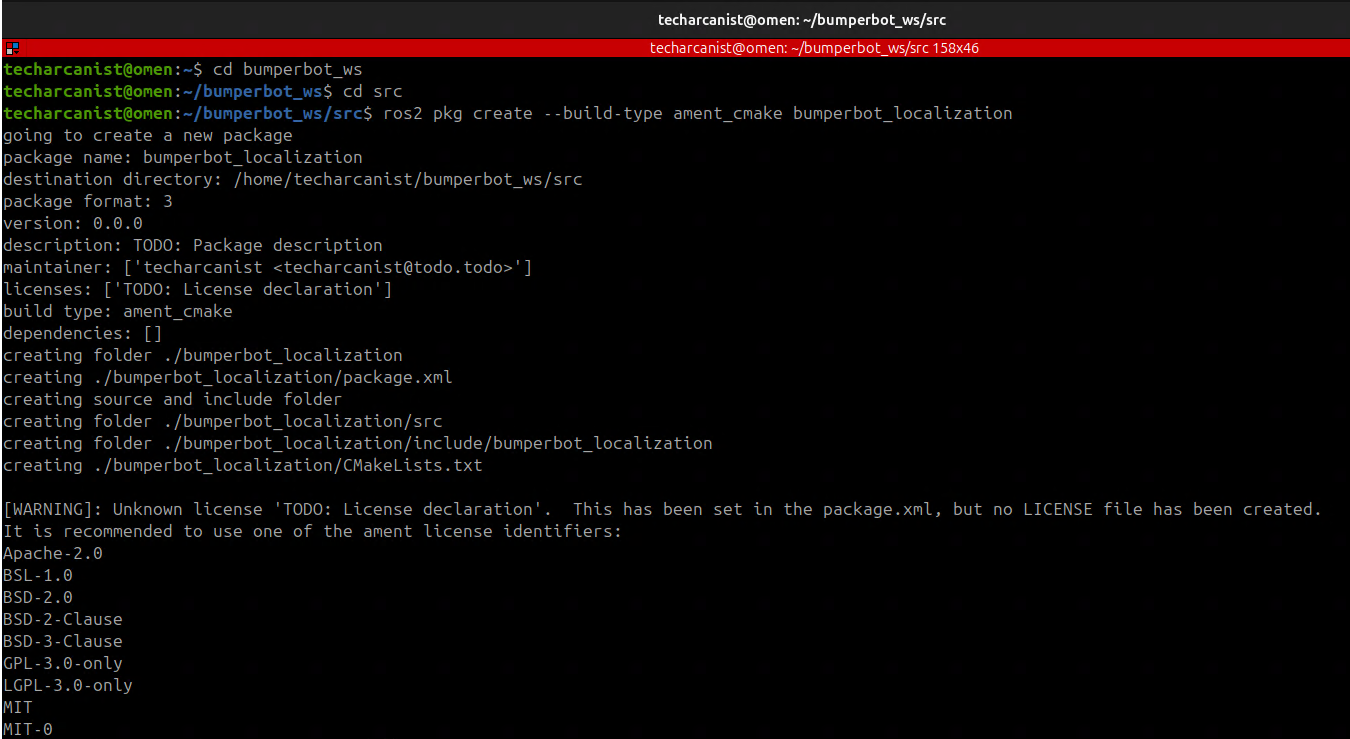 techarcanist@omen: ~/bumperbot_ws/src
techarcanist@omen: ~/bumperbot_ws/src 158x46
techarcanist@omen:~$ cd bumperbot_ws
techarcanist@omen:~/bumperbot_ws$ cd src
techarcanist@omen:~/bumperbot_ws/src$ ros2 pkg create --build-type ament_cmake bumperbot_localization
going to create a new package
package name: bumperbot_localization
destination directory: /home/techarcanist/bumperbot_ws/src
package format: 3
version: 0.0.0
description: TODO: Package description
maintainer: ['techarcanist <techarcanist@todo.todo>']
licenses: ['TODO: License declaration']
build type: ament_cmake
dependencies: []
creating folder ./bumperbot_localization
creating ./bumperbot_localization/package.xml
creating source and include folder
creating folder ./bumperbot_localization/src
creating folder ./bumperbot_localization/include/bumperbot_localization
creating ./bumperbot_localization/CMakeLists.txt
[WARNING]: Unknown license 'TODO: License declaration'.  This has been set in the package.xml, but no LICENSE file has been created.
It is recommended to use one of the ament license identifiers:
Apache-2.0
BSL-1.0
BSD-2.0
BSD-2-Clause
BSD-3-Clause
GPL-3.0-only
LGPL-3.0-only
MIT
MIT-0